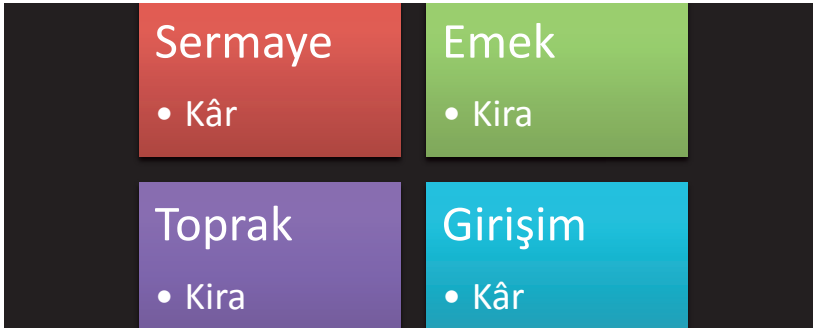 Sermaye
• Kâr
Emek
• Kira
Toprak
• Kira
Girişim
• Kâr